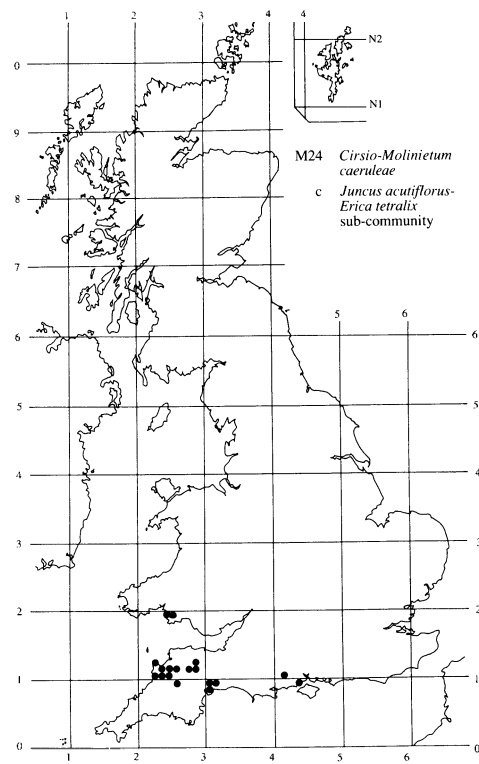 1 2 3 4 4
N2
0
N1
9
M24 Cirsio-Molinietum
caeruleae
c Juncus acutiflorus-
Erica tetralix
sub-community
8
7
5 6
6 6
5 5
4 4
3 3
2 2
1 1
0 0
1 2 3 4 5 6